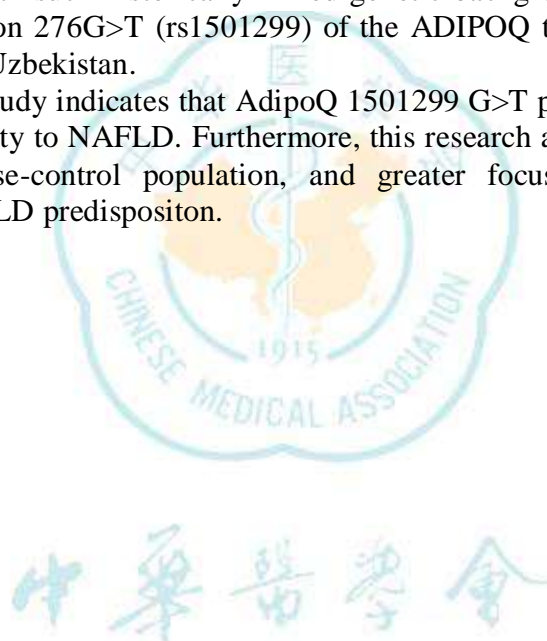 on 276G>T (rs1501299) of the ADIPOQ t
Uzbekistan.
udy indicates that AdipoQ 1501299 G>T p
ty to NAFLD. Furthermore, this research a
se-control population, and greater focus
LD predispositon.
医
CHINESE MEDICAL ASSOCIATION
1915
中華醫學會